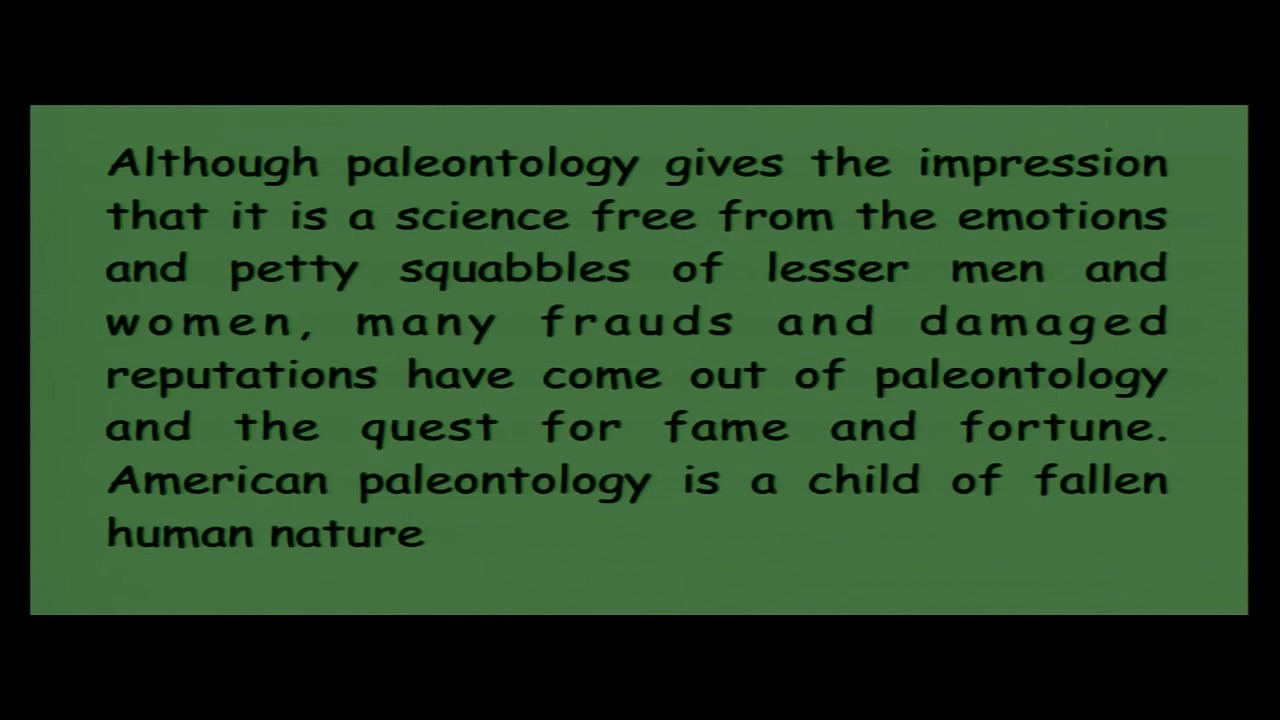 Although paleontology gives the impression
that it is a science free from the emotions
and petty squabbles of lesser men and
women, many frauds and damaged
reputations have come out of paleontology
and the quest for fame and fortune.
American paleontology is a child of fallen
human nature